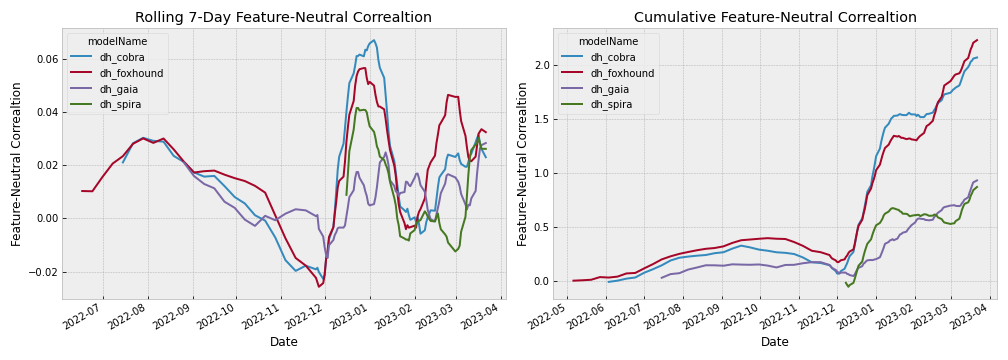 Rolling 7-Day Feature-Neutral Correaltion
Feature-Neutral Correaltion
0.06
0.04
0.02
0.00
−0.02
modelName
dh_cobra
dh_foxhound
dh_gaia
dh_spira
2022-07
2022-08
2022-09
2022-10
2022-11
2022-12
2023-01
2023-02
2023-03
2023-04
Date
Cumulative Feature-Neutral Correaltion
Feature-Neutral Correaltion
2.0
1.5
1.0
0.5
0.0
modelName
dh_cobra
dh_foxhound
dh_gaia
dh_spira
2022-05
2022-06
2022-07
2022-08
2022-09
2022-10
2022-11
2022-12
2023-01
2023-02
2023-03
2023-04
Date